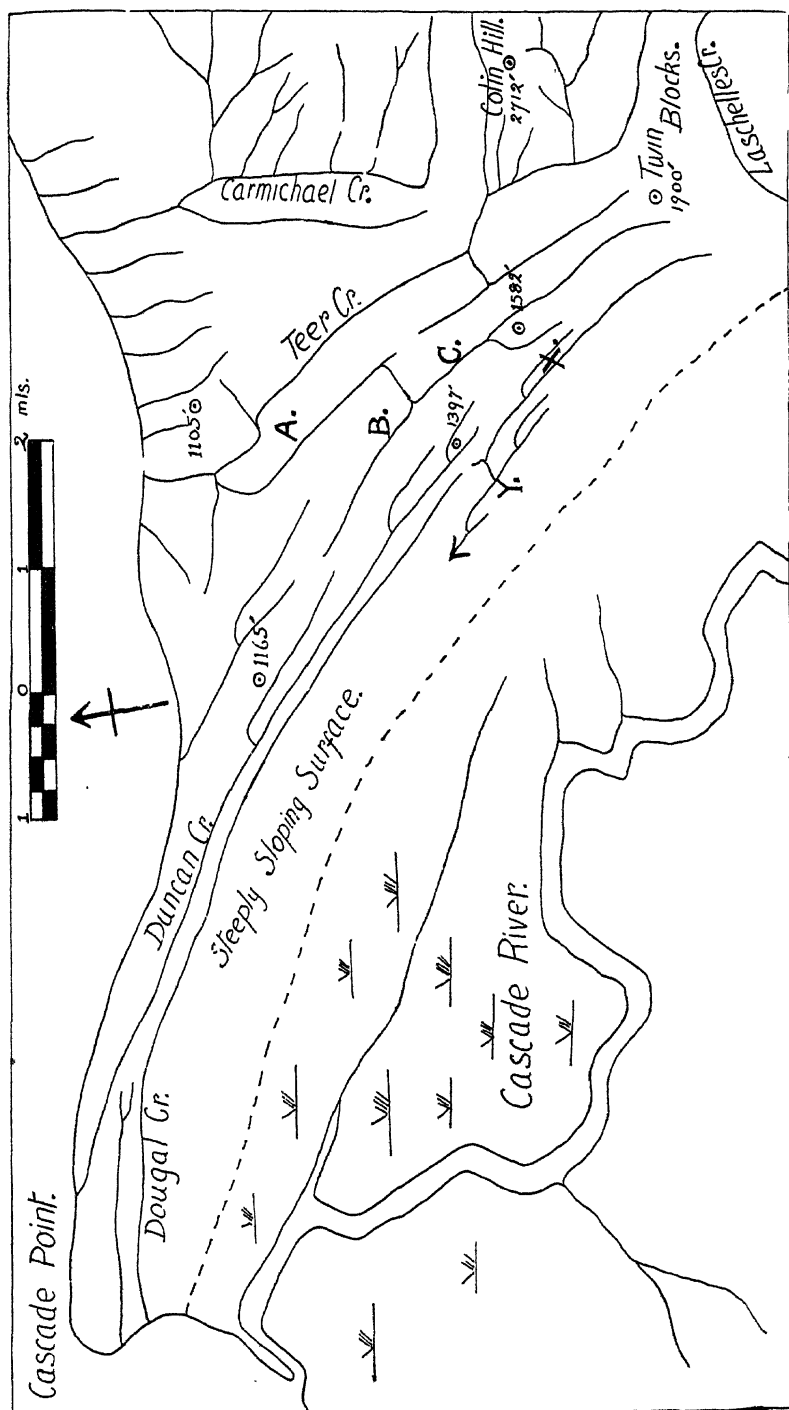 Cascade Point.
1
0
1
2 mls.
Dougal Cr.
Duncan Cr.
Steeply Sloping Surface.
Cascade River.
1165′
1105′
A.
B.
C.
Teer Cr.
Carmichael Cr.
1397′
1582′
X.
Y.
Colin Hill.
2712′
Twin Blocks.
1900′
Laschelles Cr.